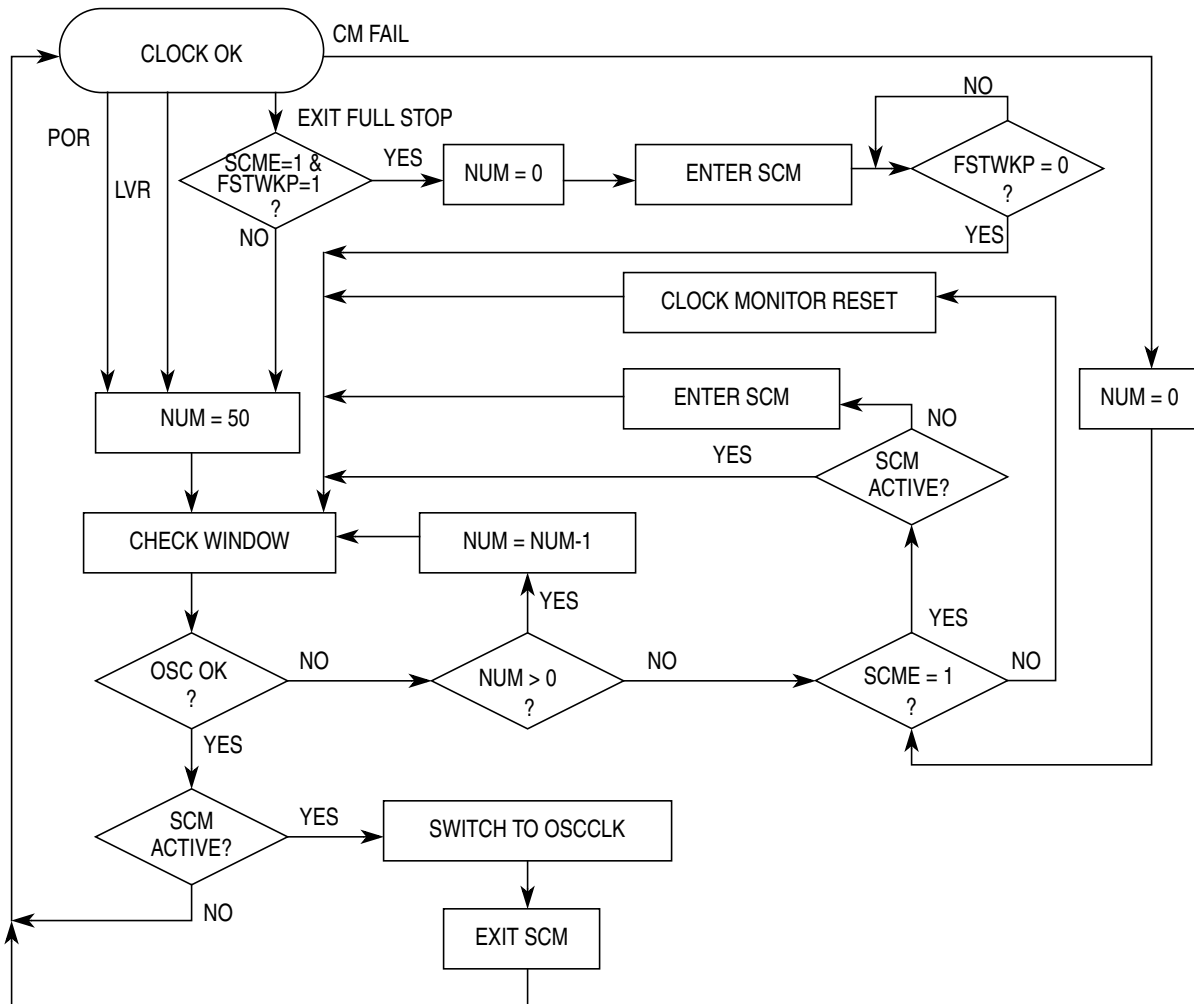 CM FAIL
CLOCK OK
NO
EXIT FULL STOP
POR
YES
SCME=1 &
FSTWKP=1
?
NUM = 0
ENTER SCM
FSTWKP = 0
?
LVR
NO
YES
CLOCK MONITOR RESET
ENTER SCM
NUM = 0
NUM = 50
NO
YES
SCM
ACTIVE?
CHECK WINDOW
NUM = NUM-1
YES
YES
OSC OK
?
NO
NUM > 0
?
NO
SCME = 1
?
NO
YES
SCM
ACTIVE?
YES
SWITCH TO OSCCLK
NO
EXIT SCM